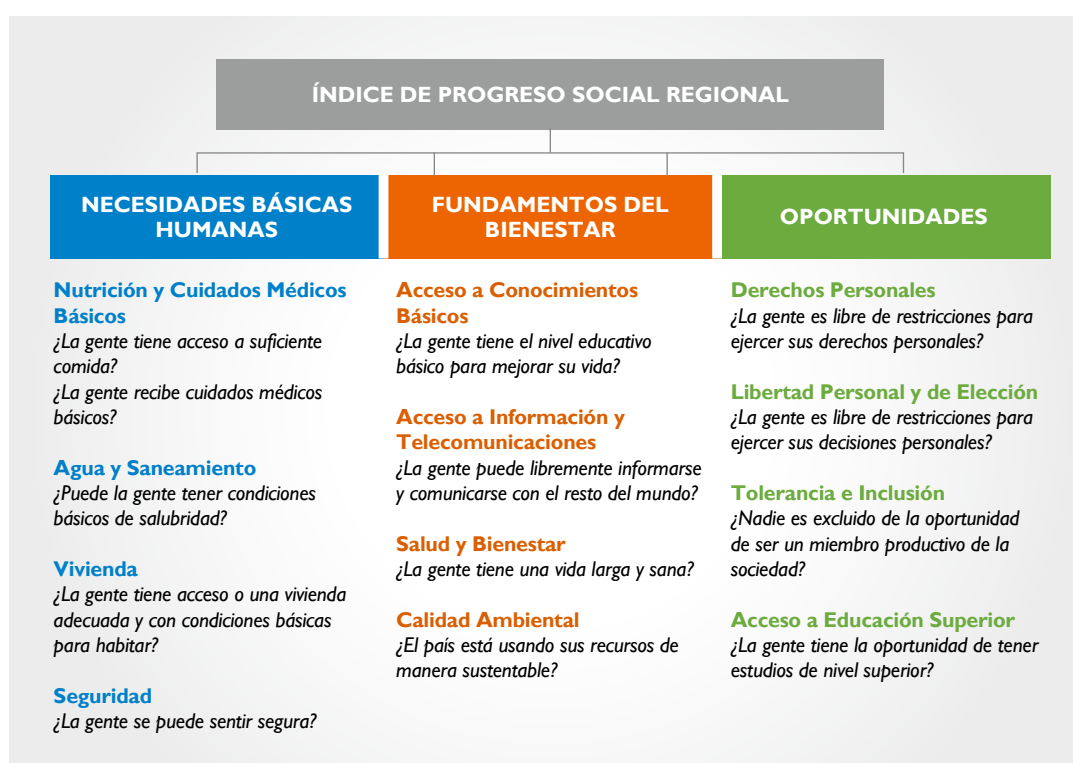 ÍNDICE DE PROGRESO SOCIAL REGIONAL
NECESIDADES BÁSICAS
HUMANAS
Nutrición y Cuidados Médicos
Básicos
¿La gente tiene acceso a suficiente
comida?
¿La gente recibe cuidados médicos
básicos?
Agua y Saneamiento
¿Puede la gente tener condiciones
básicos de salubridad?
Vivienda
¿La gente tiene acceso o una vivienda
adecuada y con condiciones básicas
para habitar?
Seguridad
¿La gente se puede sentir segura?
FUNDAMENTOS DEL
BIENESTAR
Acceso a Conocimientos
Básicos
¿La gente tiene el nivel educativo
básico para mejorar su vida?
Acceso a Información y
Telecomunicaciones
¿La gente puede libremente informarse
y comunicarse con el resto del mundo?
Salud y Bienestar
¿La gente tiene una vida larga y sana?
Calidad Ambiental
¿El país está usando sus recursos de
manera sustentable?
OPORTUNIDADES
Derechos Personales
¿La gente es libre de restricciones para
ejercer sus derechos personales?
Libertad Personal y de Elección
¿La gente es libre de restricciones para
ejercer sus decisiones personales?
Tolerancia e Inclusión
¿Nadie es excluido de la oportunidad
de ser un miembro productivo de la
sociedad?
Acceso a Educación Superior
¿La gente tiene la oportunidad de tener
estudios de nivel superior?